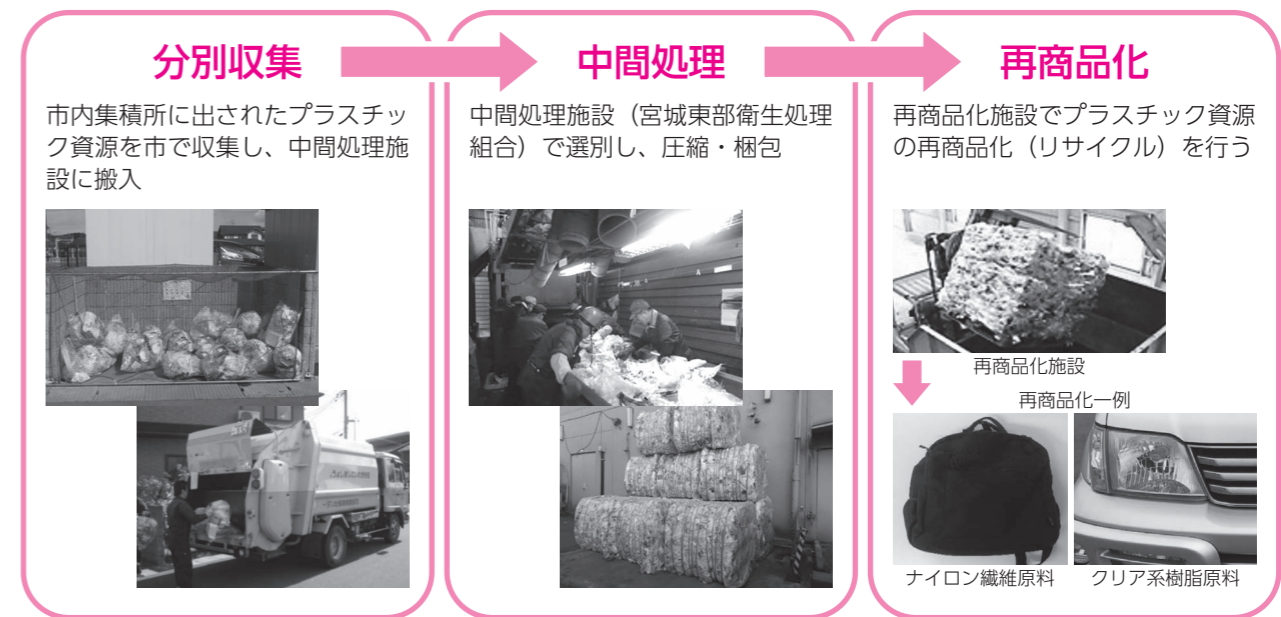 分別収集
市内集積所に出されたプラスチッ
ク資源を市で収集し、中間処理施
設に搬入
中間処理
中間処理施設（宮城東部衛生処理
組合）で選別し、圧縮・梱包
再商品化
再商品化施設でプラスチック資源
の再商品化（リサイクル）を行う
再商品化施設
再商品化一例
ナイロン繊維原料
クリア系樹脂原料